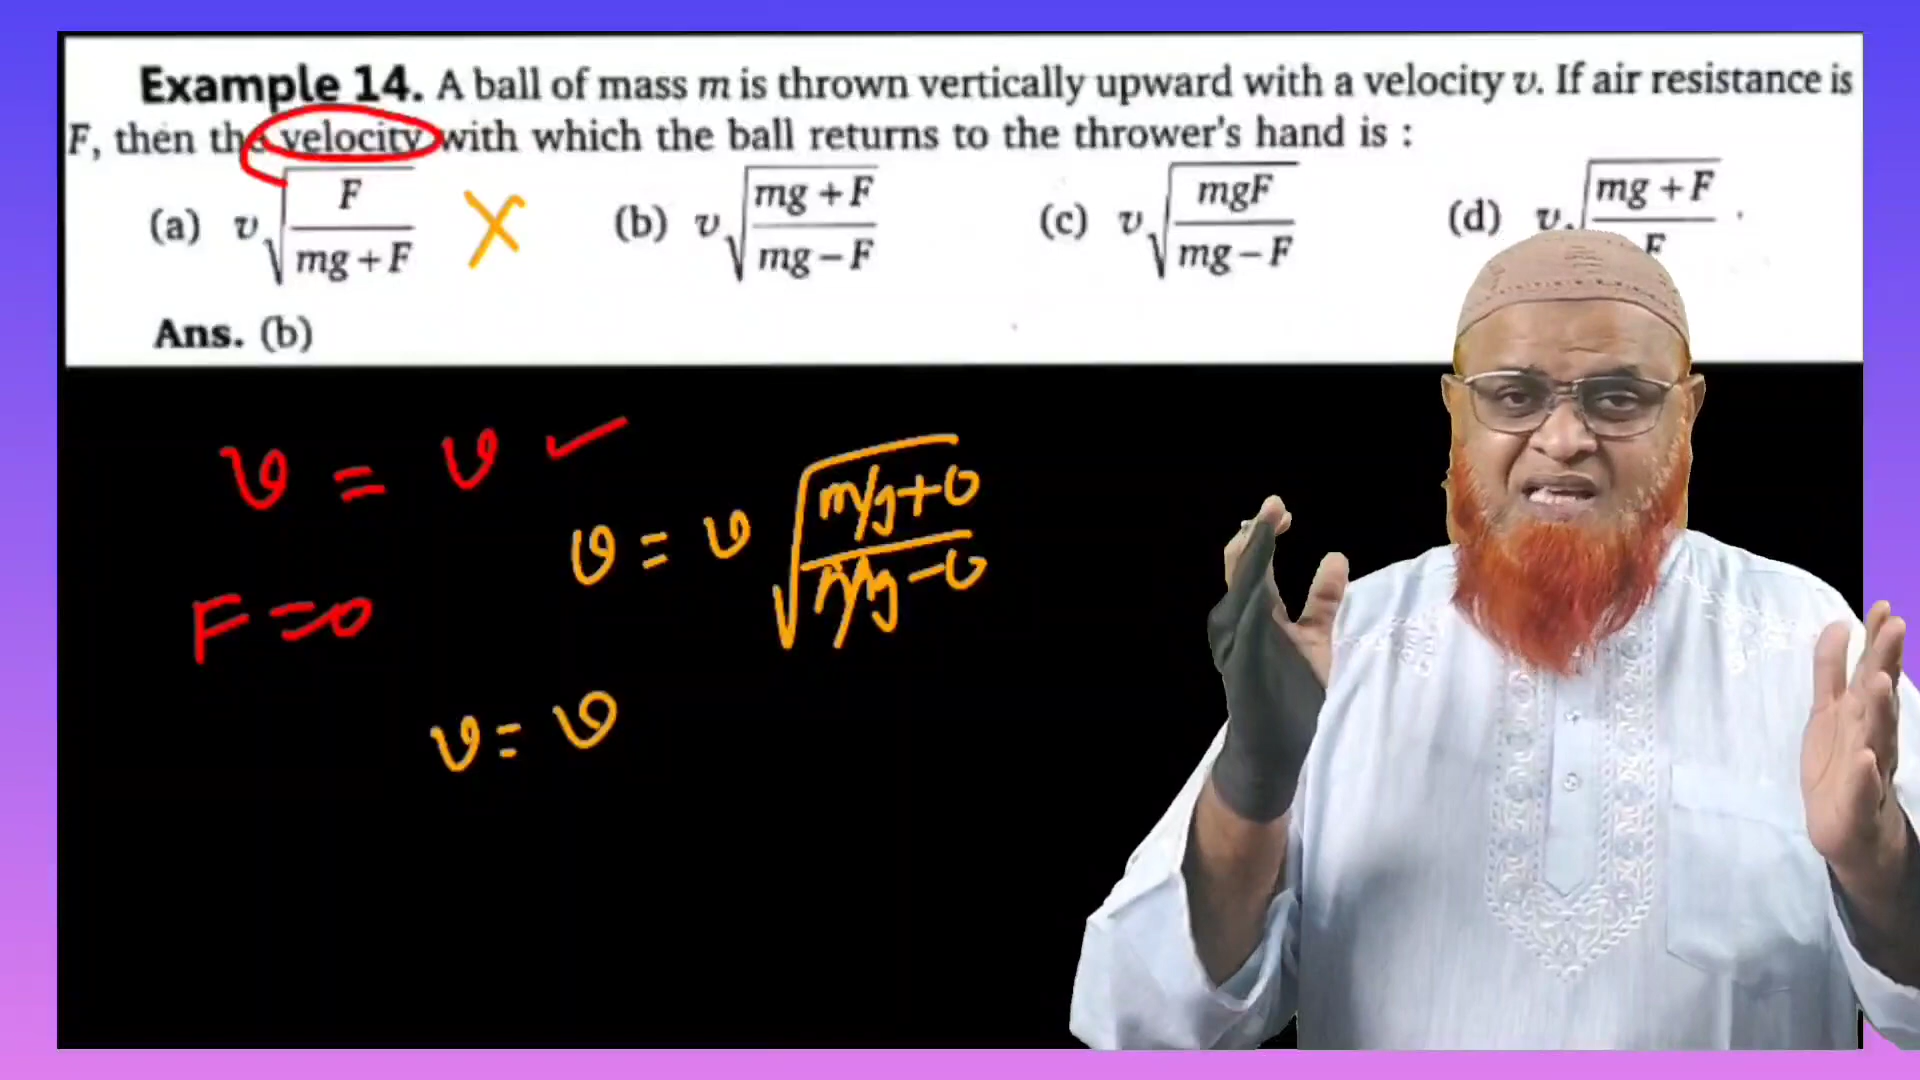 Example 14. A ball of mass m is thrown vertically upward with a velocity v. If air resistance is
F, then the velocity with which the ball returns to the thrower's hand is :
(a) v√(F/(mg + F)) X (b) v√((mg + F)/(mg − F)) (c) v√(mgF/(mg − F)) (d) v√((mg + F)/F) .
Ans. (b)
v = v ✓
v = v√((mg + 0)/(mg − 0))
F = 0
v = v